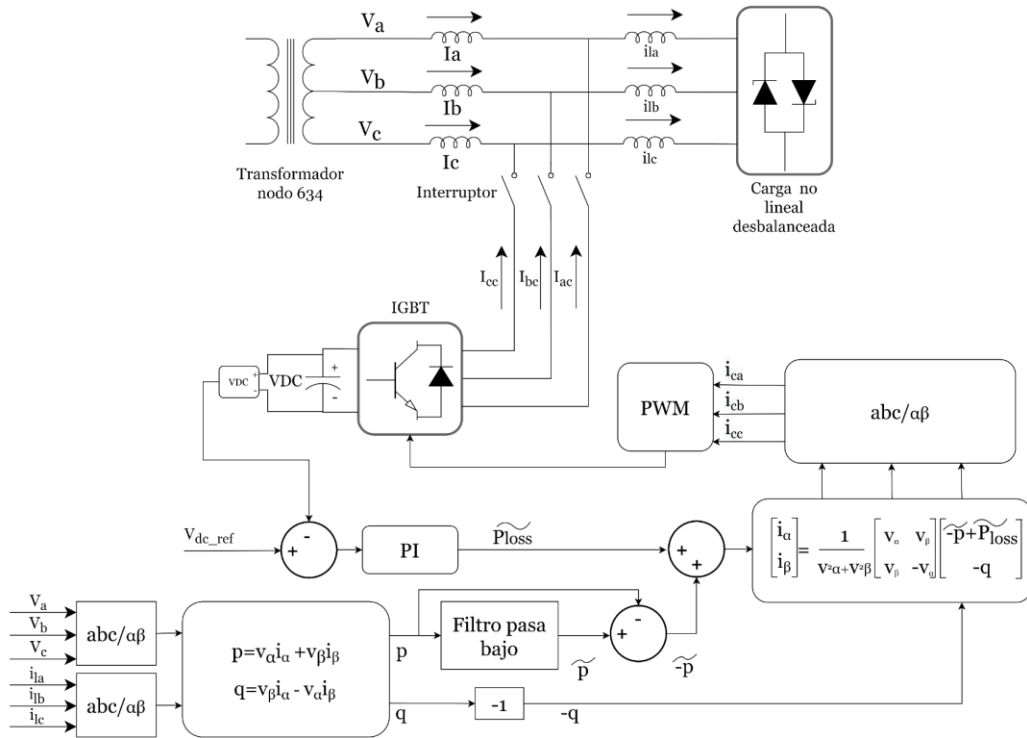 Va
Vb
Vc
Ia
Ib
Ic
ila
ilb
ilc
Transformador
nodo 634
Interruptor
Carga no
lineal
desbalanceada
Icc
Ibc
Iac
IGBT
VDC
+
-
VDC
+
-
PWM
ica
icb
icc
abc/αβ
Vdc_ref
+
-
PI
P̃loss
+
+
[iα iβ] = 1/(v²α+v²β) [vα vβ vβ -vα] [-p̃+P̃loss -q]
Va
Vb
Vc
abc/αβ
ila
ilb
ilc
abc/αβ
p=vαiα+vβiβ
q=vβiα - vαiβ
p
q
Filtro pasa
bajo
p̃
+
-
-p̃
-1
-q